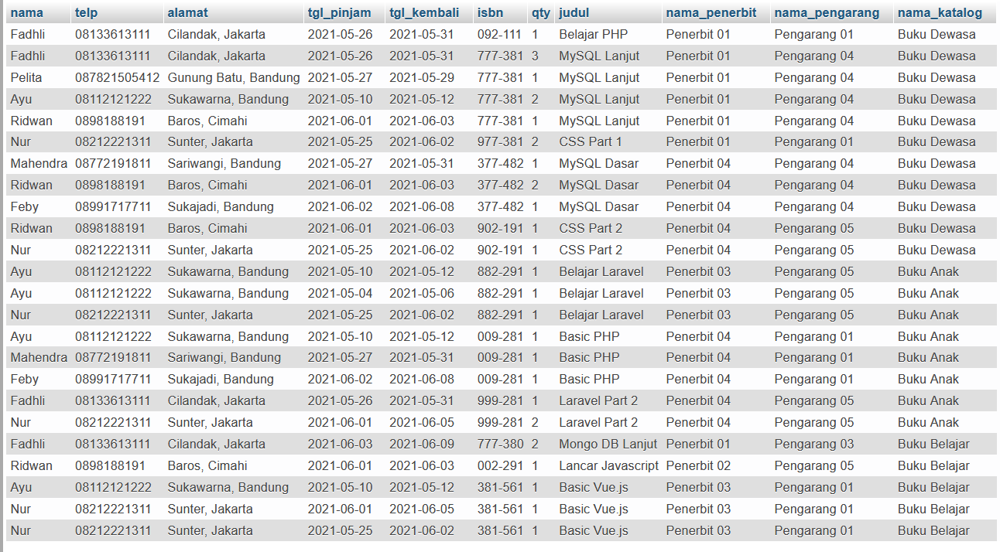 nama telp alamat tgl_pinjam tgl_kembali isbn qty judul nama_penerbit nama_pengarang nama_katalog
Fadhli 08133613111 Cilandak, Jakarta 2021-05-26 2021-05-31 092-111 1 Belajar PHP Penerbit 01 Pengarang 01 Buku Dewasa
Fadhli 08133613111 Cilandak, Jakarta 2021-05-26 2021-05-31 777-381 3 MySQL Lanjut Penerbit 01 Pengarang 04 Buku Dewasa
Pelita 087821505412 Gunung Batu, Bandung 2021-05-27 2021-05-29 777-381 1 MySQL Lanjut Penerbit 01 Pengarang 04 Buku Dewasa
Ayu 08112121222 Sukawarna, Bandung 2021-05-10 2021-05-12 777-381 2 MySQL Lanjut Penerbit 01 Pengarang 04 Buku Dewasa
Ridwan 0898188191 Baros, Cimahi 2021-06-01 2021-06-03 777-381 1 MySQL Lanjut Penerbit 01 Pengarang 04 Buku Dewasa
Nur 08212221311 Sunter, Jakarta 2021-05-25 2021-06-02 977-381 2 CSS Part 1 Penerbit 01 Pengarang 01 Buku Dewasa
Mahendra 08772191811 Sariwangi, Bandung 2021-05-27 2021-05-31 377-482 1 MySQL Dasar Penerbit 04 Pengarang 04 Buku Dewasa
Ridwan 0898188191 Baros, Cimahi 2021-06-01 2021-06-03 377-482 2 MySQL Dasar Penerbit 04 Pengarang 04 Buku Dewasa
Feby 08991717711 Sukajadi, Bandung 2021-06-02 2021-06-08 377-482 1 MySQL Dasar Penerbit 04 Pengarang 04 Buku Dewasa
Ridwan 0898188191 Baros, Cimahi 2021-06-01 2021-06-03 902-191 1 CSS Part 2 Penerbit 04 Pengarang 05 Buku Dewasa
Nur 08212221311 Sunter, Jakarta 2021-05-25 2021-06-02 902-191 1 CSS Part 2 Penerbit 04 Pengarang 05 Buku Dewasa
Ayu 08112121222 Sukawarna, Bandung 2021-05-10 2021-05-12 882-291 1 Belajar Laravel Penerbit 03 Pengarang 05 Buku Anak
Ayu 08112121222 Sukawarna, Bandung 2021-05-04 2021-05-06 882-291 1 Belajar Laravel Penerbit 03 Pengarang 05 Buku Anak
Nur 08212221311 Sunter, Jakarta 2021-05-25 2021-06-02 882-291 1 Belajar Laravel Penerbit 03 Pengarang 05 Buku Anak
Ayu 08112121222 Sukawarna, Bandung 2021-05-10 2021-05-12 009-281 1 Basic PHP Penerbit 04 Pengarang 01 Buku Anak
Mahendra 08772191811 Sariwangi, Bandung 2021-05-27 2021-05-31 009-281 1 Basic PHP Penerbit 04 Pengarang 01 Buku Anak
Feby 08991717711 Sukajadi, Bandung 2021-06-02 2021-06-08 009-281 1 Basic PHP Penerbit 04 Pengarang 01 Buku Anak
Fadhli 08133613111 Cilandak, Jakarta 2021-05-26 2021-05-31 999-281 1 Laravel Part 2 Penerbit 04 Pengarang 05 Buku Anak
Nur 08212221311 Sunter, Jakarta 2021-06-01 2021-06-05 999-281 2 Laravel Part 2 Penerbit 04 Pengarang 05 Buku Anak
Fadhli 08133613111 Cilandak, Jakarta 2021-06-03 2021-06-09 777-380 2 Mongo DB Lanjut Penerbit 01 Pengarang 03 Buku Belajar
Ridwan 0898188191 Baros, Cimahi 2021-06-01 2021-06-03 002-291 1 Lancar Javascript Penerbit 02 Pengarang 05 Buku Belajar
Ayu 08112121222 Sukawarna, Bandung 2021-05-10 2021-05-12 381-561 1 Basic Vue.js Penerbit 03 Pengarang 01 Buku Belajar
Nur 08212221311 Sunter, Jakarta 2021-06-01 2021-06-05 381-561 1 Basic Vue.js Penerbit 03 Pengarang 01 Buku Belajar
Nur 08212221311 Sunter, Jakarta 2021-05-25 2021-06-02 381-561 1 Basic Vue.js Penerbit 03 Pengarang 01 Buku Belajar